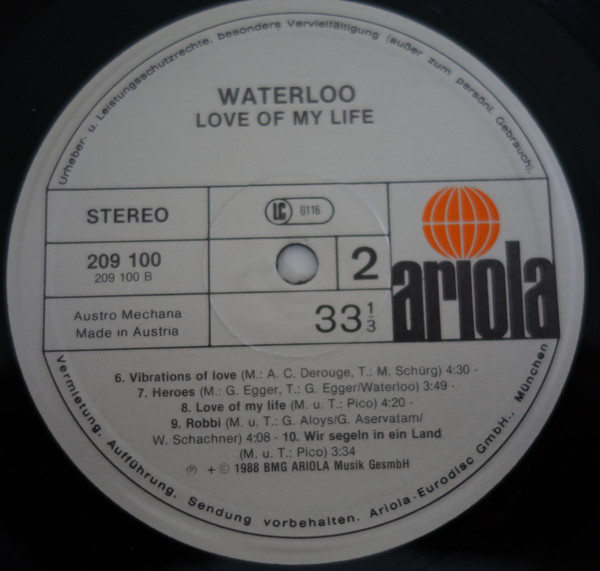 Urheber- u. Leistungsschutzrechte, besonders Vervielfältigung (außer zum persönl. Gebrauch),
WATERLOO
LOVE OF MY LIFE
STEREO
LC 0116
209 100
209 100 B
2
ariola
Austro Mechana
Made in Austria
33 1/3
6. Vibrations of love (M.: A. C. Derouge, T.: M. Schürg) 4:30 -
7. Heroes (M.: G. Egger, T.: G. Egger/Waterloo) 3:49 -
8. Love of my life (M. u. T.: Pico) 4:20 -
9. Robbi (M. u. T.: G. Aloys/G. Aservatam/
W. Schachner) 4:08 - 10. Wir segeln in ein Land
(M. u. T.: Pico) 3:34
℗ + © 1988 BMG ARIOLA Musik GesmbH
Vermietung, Aufführung, Sendung vorbehalten. Ariola-Eurodisc GmbH., München